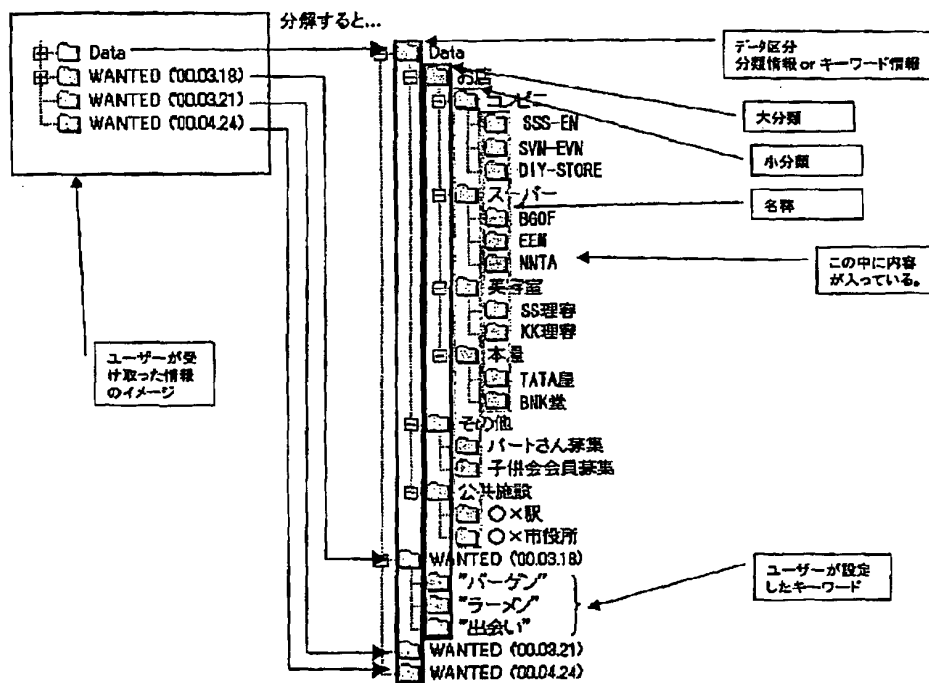 分解すると...
Data
WANTED ('00.03.18)
WANTED ('00.03.21)
WANTED ('00.04.24)
ユーザーが受
け取った情報
のイメージ
Data
お店
コンビニ
SSS-EN
SVN-EVN
DIY-STORE
スーパー
BGOF
EEM
NNTA
美容室
SS理容
KK理容
本屋
TATA屋
BNK堂
その他
パートさん募集
子供会会員募集
公共施設
○×駅
○×市役所
WANTED ('00.03.18)
"バーゲン"
"ラーメン"
"出会い"
WANTED ('00.03.21)
WANTED ('00.04.24)
データ区分
分類情報 or キーワード情報
大分類
小分類
名称
この中に内容
が入っている。
ユーザーが設定
したキーワード